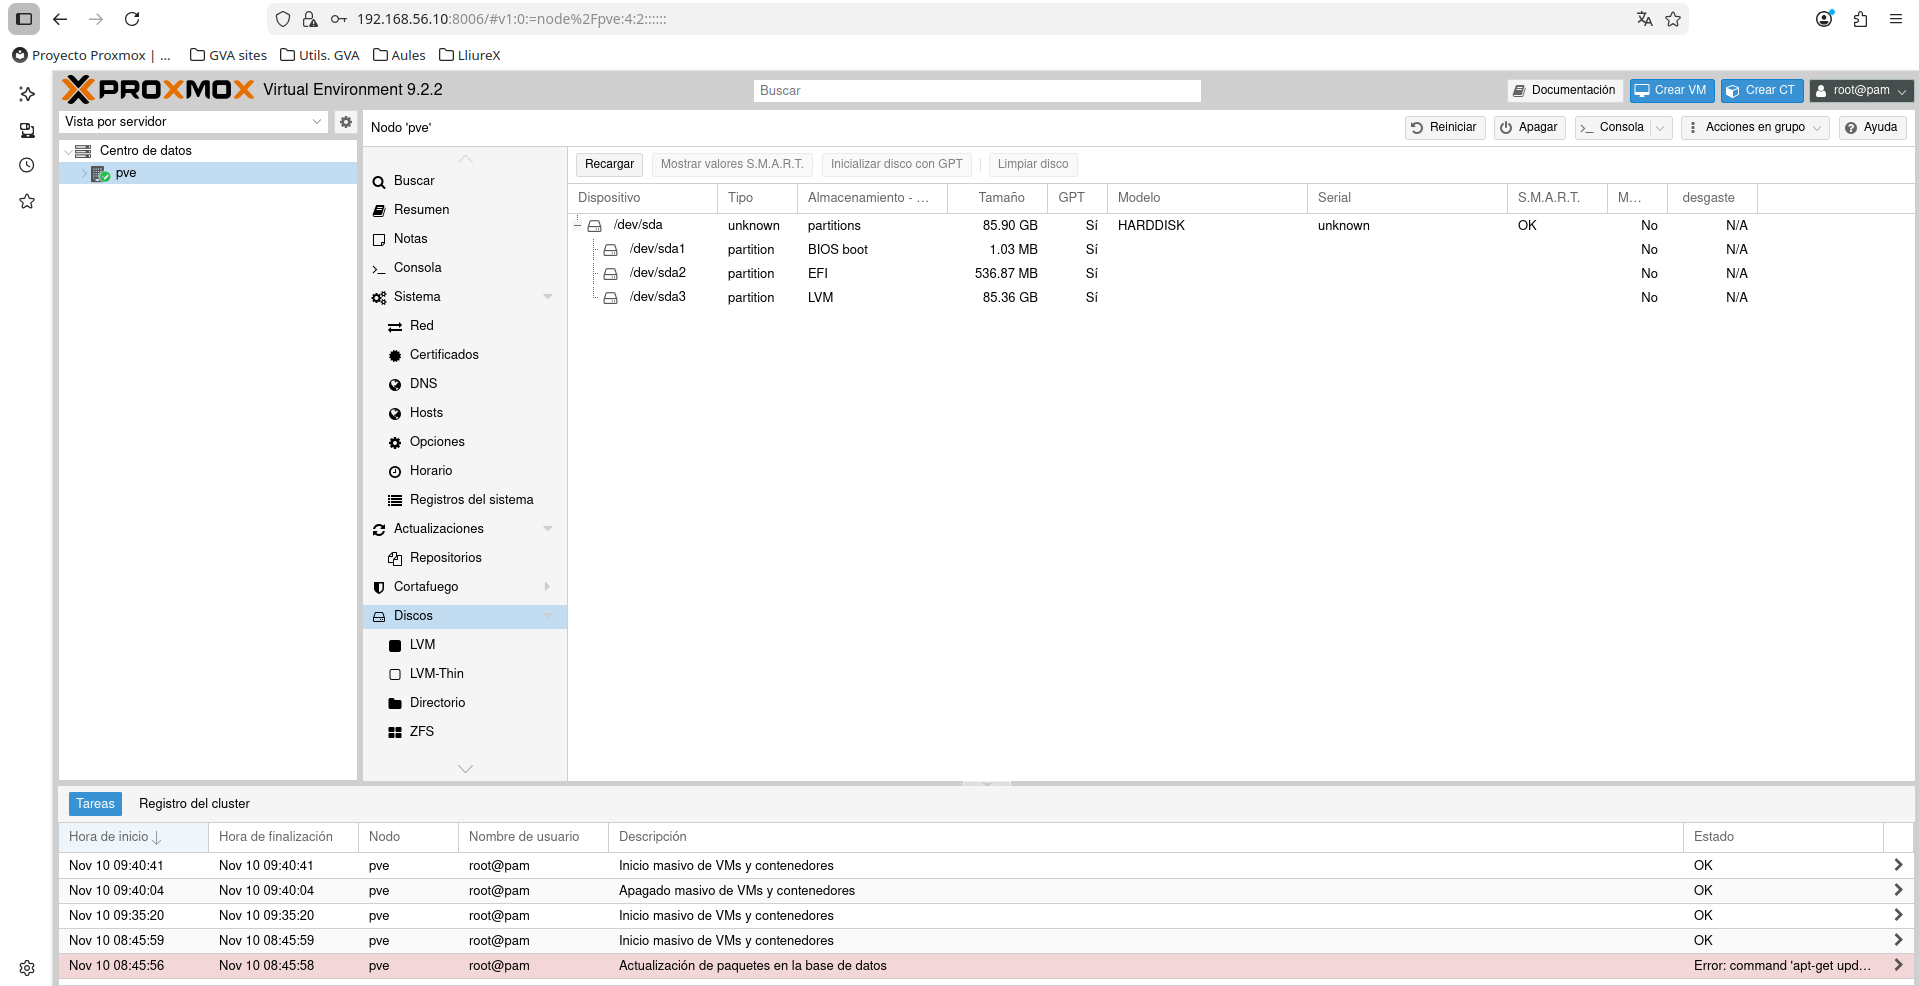 192.168.56.10:8006/#v1:0:=node%2Fpve:4:2::::::
Proyecto Proxmox | ... GVA sites Utils. GVA Aules LliureX
PROXMOX Virtual Environment 9.2.2 Buscar Documentación Crear VM Crear CT root@pam
Vista por servidor Nodo 'pve' Reiniciar Apagar Consola Acciones en grupo Ayuda
Centro de datos
pve
Buscar
Resumen
Notas
Consola
Sistema
Red
Certificados
DNS
Hosts
Opciones
Horario
Registros del sistema
Actualizaciones
Repositorios
Cortafuego
Discos
LVM
LVM-Thin
Directorio
ZFS
Recargar Mostrar valores S.M.A.R.T. Inicializar disco con GPT Limpiar disco
Dispositivo Tipo Almacenamiento - ... Tamaño GPT Modelo Serial S.M.A.R.T. M... desgaste
/dev/sda unknown partitions 85.90 GB Sí HARDDISK unknown OK No N/A
/dev/sda1 partition BIOS boot 1.03 MB Sí No N/A
/dev/sda2 partition EFI 536.87 MB Sí No N/A
/dev/sda3 partition LVM 85.36 GB Sí No N/A
Tareas Registro del cluster
Hora de inicio Hora de finalización Nodo Nombre de usuario Descripción Estado
Nov 10 09:40:41 Nov 10 09:40:41 pve root@pam Inicio masivo de VMs y contenedores OK
Nov 10 09:40:04 Nov 10 09:40:04 pve root@pam Apagado masivo de VMs y contenedores OK
Nov 10 09:35:20 Nov 10 09:35:20 pve root@pam Inicio masivo de VMs y contenedores OK
Nov 10 08:45:59 Nov 10 08:45:59 pve root@pam Inicio masivo de VMs y contenedores OK
Nov 10 08:45:56 Nov 10 08:45:58 pve root@pam Actualización de paquetes en la base de datos Error: command 'apt-get upd...